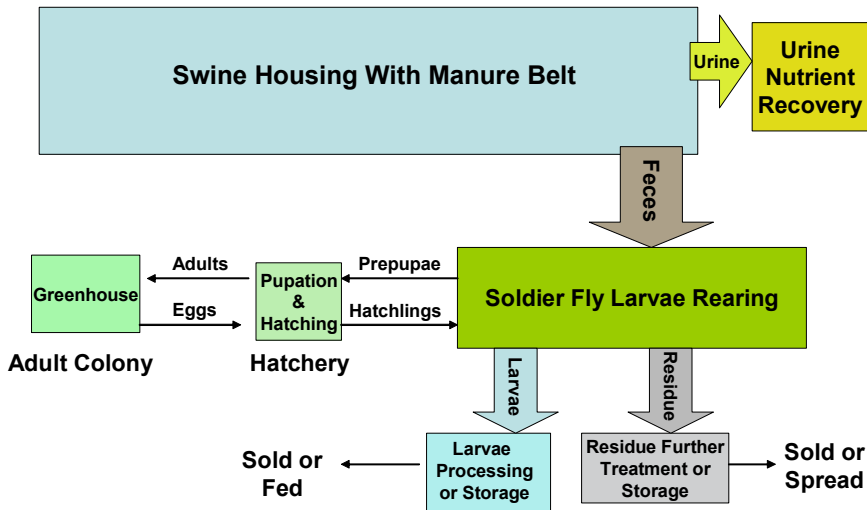 Swine Housing With Manure Belt
Urine
Urine
Nutrient
Recovery
Feces
Adults
Prepupae
Greenhouse
Pupation
&
Hatching
Soldier Fly Larvae Rearing
Eggs
Hatchlings
Adult Colony
Hatchery
Larvae
Residue
Sold or
Fed
Larvae
Processing
or Storage
Residue Further
Treatment or
Storage
Sold or
Spread